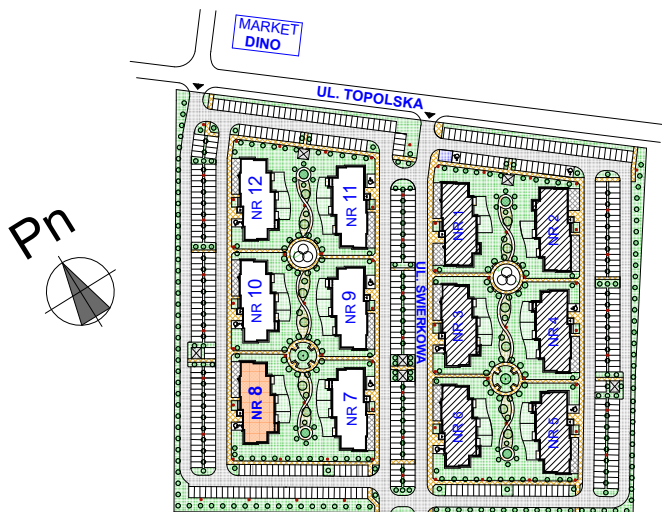 MARKET
DINO
UL. TOPOLSKA
Pn
NR 12
NR 11
NR 1
NR 2
NR 10
NR 9
UL. ŚWIERKOWA
NR 3
NR 4
NR 8
NR 7
NR 6
NR 5